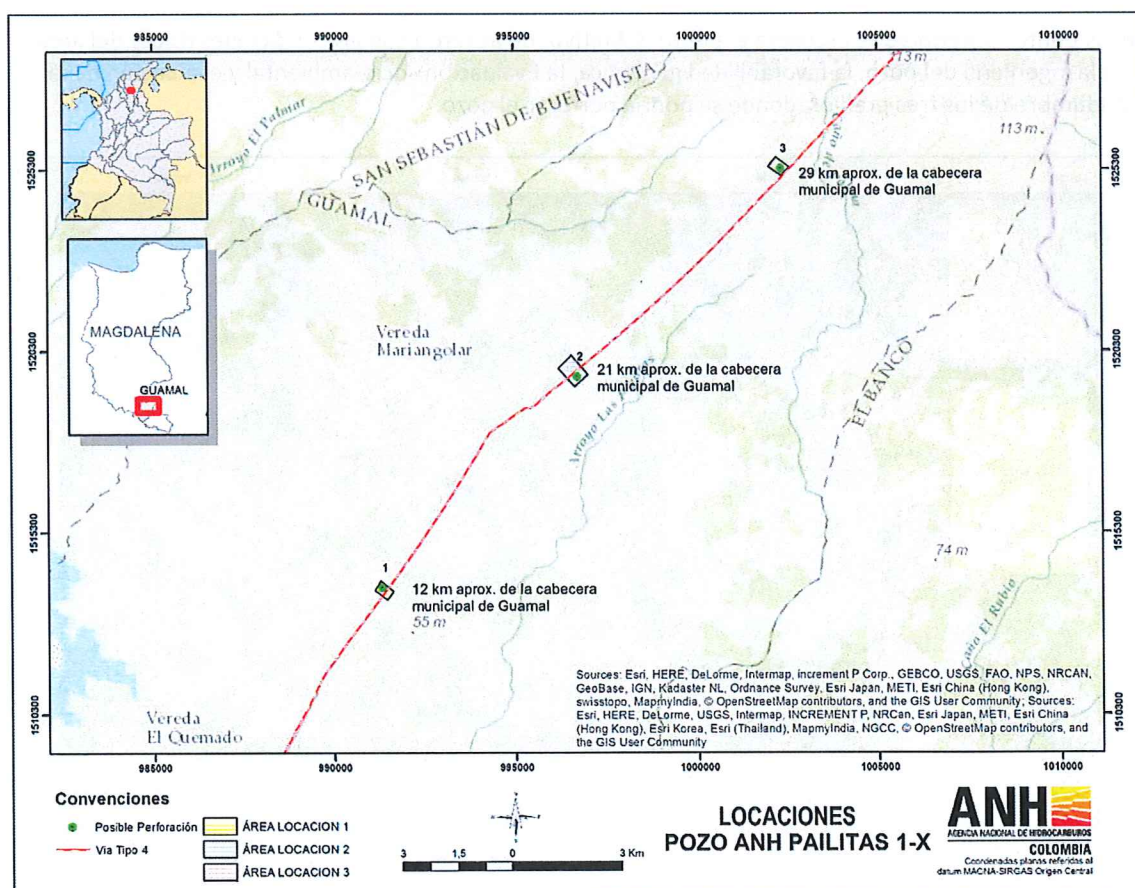 985000
990000
995000
1000000
1005000
1010000
1525300
1520300
1515300
1510300
1525300
1520300
1515300
1510300
MAGDALENA
GUAMAL
Arroyo El Palmar
SAN SEBASTIÁN DE BUENAVISTA
GUAMAL
113 m
113 m
3
29 km aprox. de la cabecera
municipal de Guamal
Vereda
Mariangolar
2
21 km aprox. de la cabecera
municipal de Guamal
Arroyo Las
EL BANCO
1
12 km aprox. de la cabecera
municipal de Guamal
55 m
74 m
Caño El Rubio
Vereda
El Quemado
Sources: Esri, HERE, DeLorme, Intermap, increment P Corp., GEBCO, USGS, FAO, NPS, NRCAN,
GeoBase, IGN, Kadaster NL, Ordnance Survey, Esri Japan, METI, Esri China (Hong Kong),
swisstopo, MapmyIndia, © OpenStreetMap contributors, and the GIS User Community; Sources:
Esri, HERE, DeLorme, USGS, Intermap, INCREMENT P, NRCan, Esri Japan, METI, Esri China
(Hong Kong), Esri Korea, Esri (Thailand), MapmyIndia, NGCC, © OpenStreetMap contributors, and
the GIS User Community
985000
990000
995000
1000000
1005000
1010000
Convenciones
Posible Perforación
Via Tipo 4
ÁREA LOCACION 1
ÁREA LOCACION 2
ÁREA LOCACION 3
3
1,5
0
3 Km
LOCACIONES
POZO ANH PAILITAS 1-X
ANH
AGENCIA NACIONAL DE HIDROCARBUROS
COLOMBIA
Coordenadas planas referidas al
datum MACNA-SIRGAS Origen Central